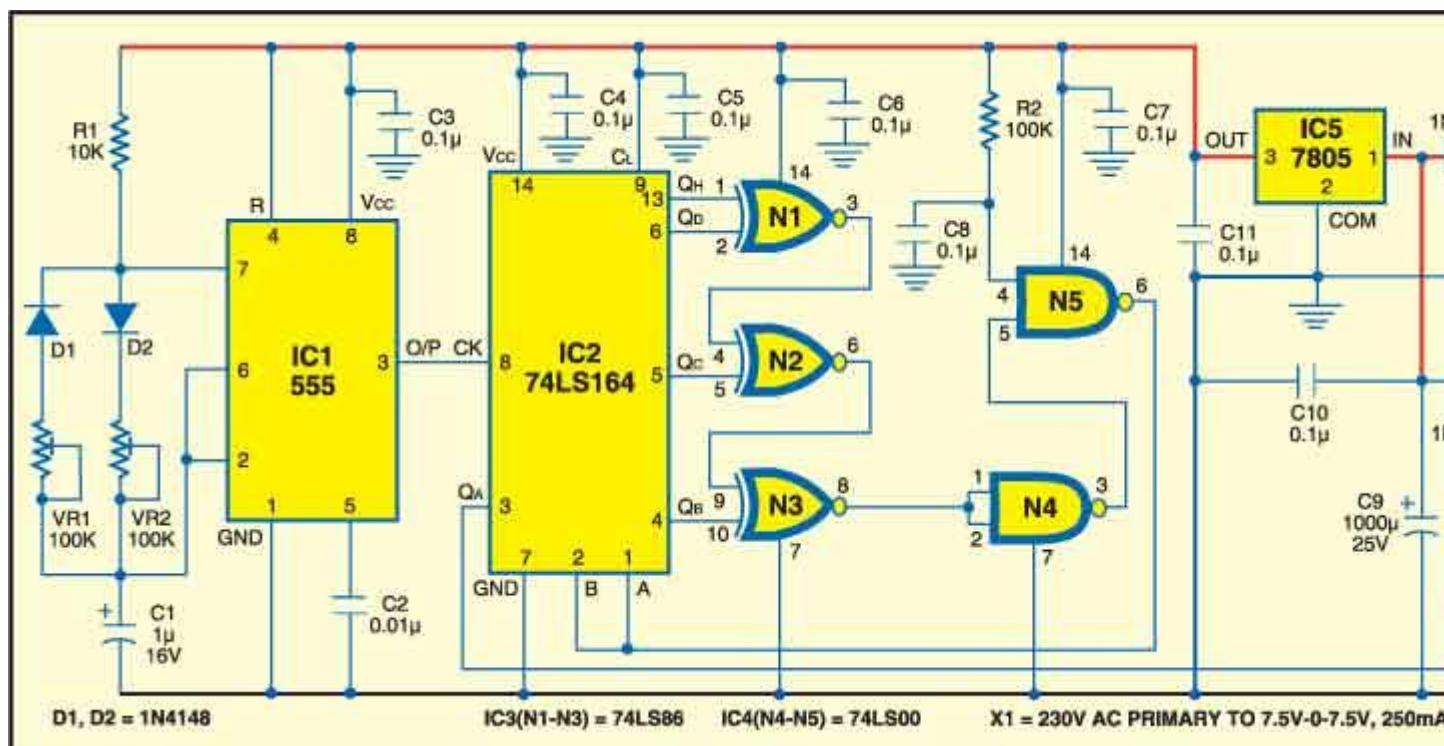 R1
10K
C3
0.1µ
C4
0.1µ
C5
0.1µ
C6
0.1µ
R2
100K
C7
0.1µ
OUT
IC5
7805
IN
3
1
2
COM
1
VCC
14
CL
9
QH
13
QD
6
1
2
14
N1
3
R
4
VCC
8
7
C8
0.1µ
14
4
5
N5
6
C11
0.1µ
D1
D2
6
2
IC1
555
3
O/P
CK
8
IC2
74LS164
QC
5
4
5
N2
6
C10
0.1µ
1
VR1
100K
VR2
100K
1
5
GND
QA
3
QB
4
9
10
N3
8
7
1
2
N4
3
7
C9
1000µ
25V
+
GND
7
2
B
1
A
+
C1
1µ
16V
C2
0.01µ
D1, D2 = 1N4148
IC3(N1-N3) = 74LS86
IC4(N4-N5) = 74LS00
X1 = 230V AC PRIMARY TO 7.5V-0-7.5V, 250mA